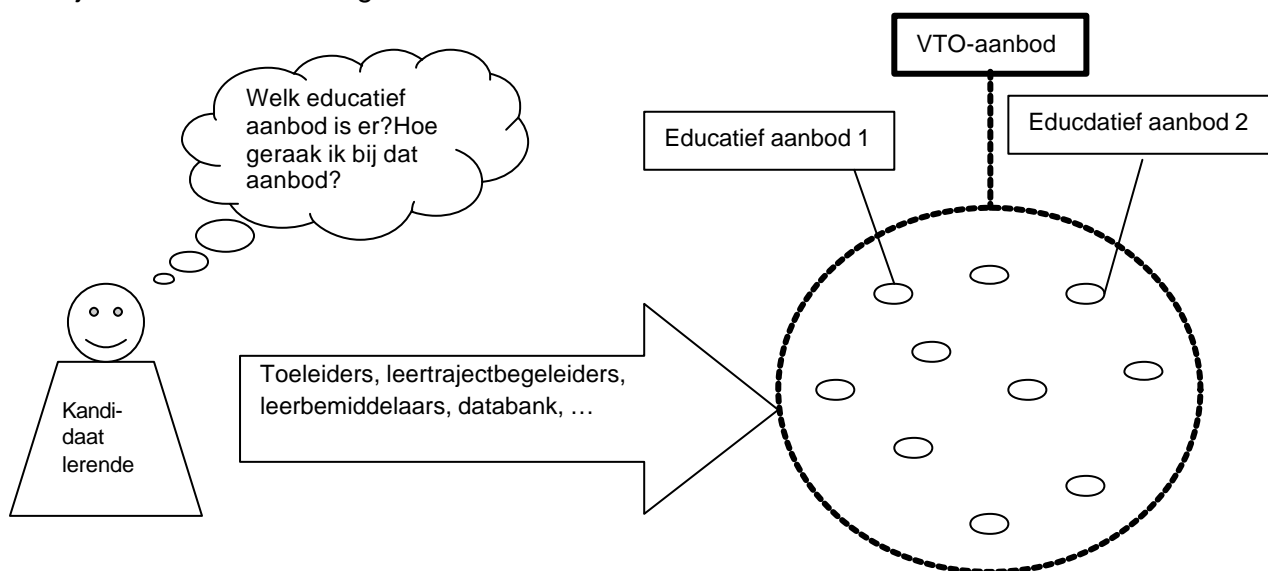 VTO-aanbod
Welk educatief
aanbod is er?Hoe
geraak ik bij dat
aanbod?
Educatief aanbod 1
Educdatief aanbod 2
Toeleiders, leertrajectbegeleiders,
leerbemiddelaars, databank, …
Kandi-
daat
lerende